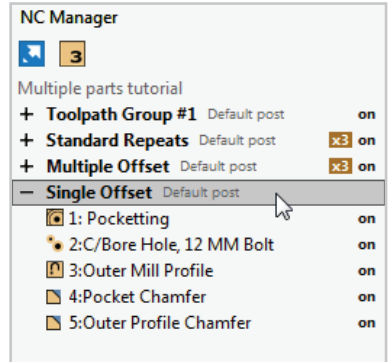 NC Manager
3
Multiple parts tutorial
+ Toolpath Group #1 Default post on
+ Standard Repeats Default post x3 on
+ Multiple Offset Default post x3 on
− Single Offset Default post
1: Pocketting on
2:C/Bore Hole, 12 MM Bolt on
3:Outer Mill Profile on
4:Pocket Chamfer on
5:Outer Profile Chamfer on